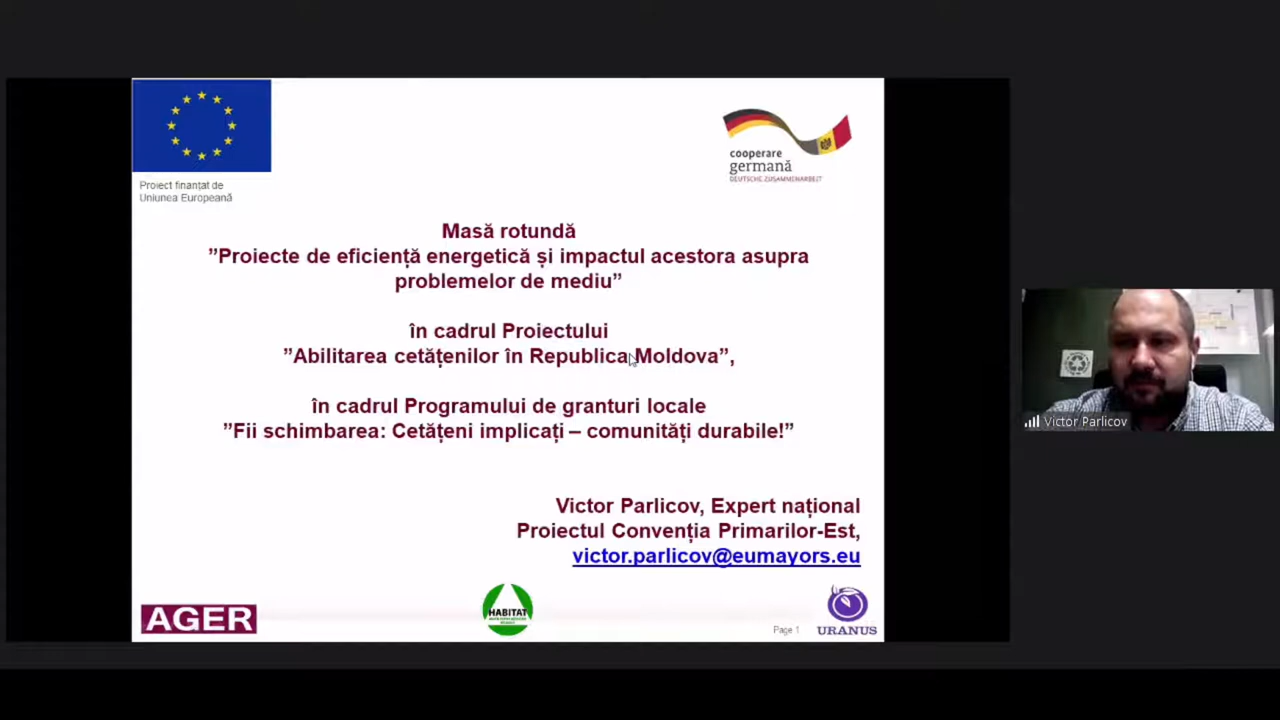 Proiect finanțat de
Uniunea Europeană
cooperare
germană
DEUTSCHE ZUSAMMENARBEIT
Masă rotundă
”Proiecte de eficiență energetică și impactul acestora asupra
problemelor de mediu”
în cadrul Proiectului
”Abilitarea cetățenilor în Republica Moldova”,
în cadrul Programului de granturi locale
”Fii schimbarea: Cetățeni implicați – comunități durabile!”
Victor Parlicov, Expert național
Proiectul Convenția Primarilor-Est,
victor.parlicov@eumayors.eu
AGER
HABITAT
Page 1
URANUS
Victor Parlicov